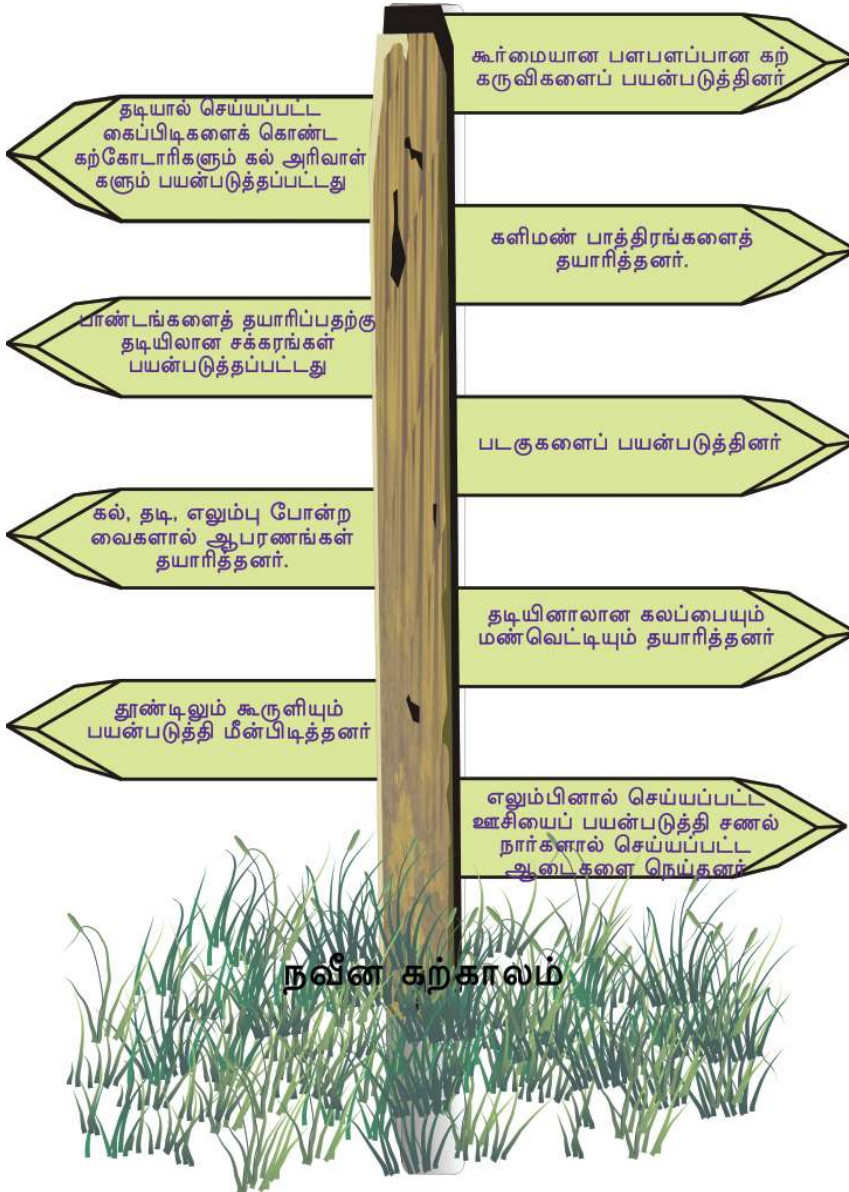 கூர்மையான பளபளப்பான கற்
கருவிகளைப் பயன்படுத்தினர்
தடியால் செய்யப்பட்ட
கைப்பிடிகளைக் கொண்ட
கற்கோடாரிகளும் கல் அரிவாள்
களும் பயன்படுத்தப்பட்டது
களிமண் பாத்திரங்களைத்
தயாரித்தனர்.
பாண்டங்களைத் தயாரிப்பதற்கு
தடியிலான சக்கரங்கள்
பயன்படுத்தப்பட்டது
படகுகளைப் பயன்படுத்தினர்
கல், தடி, எலும்பு போன்ற
வைகளால் ஆபரணங்கள்
தயாரித்தனர்.
தடியினாலான கலப்பையும்
மண்வெட்டியும் தயாரித்தனர்
தூண்டிலும் கூருளியும்
பயன்படுத்தி மீன்பிடித்தனர்
எலும்பினால் செய்யப்பட்ட
ஊசியைப் பயன்படுத்தி சணல்
நார்களால் செய்யப்பட்ட
ஆடைகளை நெய்தனர்
நவீன கற்காலம்